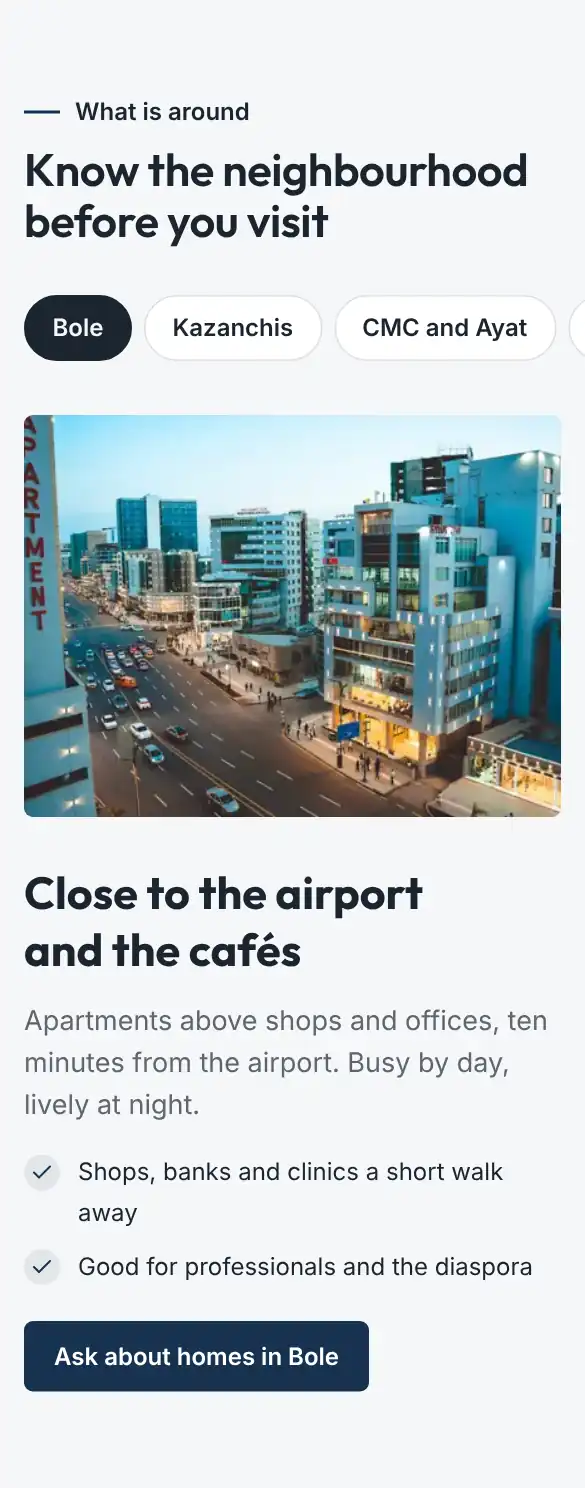 What is around
Know the neighbourhood
before you visit
Bole
Kazanchis
CMC and Ayat
ARTMENT
Close to the airport
and the cafés
Apartments above shops and offices, ten
minutes from the airport. Busy by day,
lively at night.
Shops, banks and clinics a short walk
away
Good for professionals and the diaspora
Ask about homes in Bole